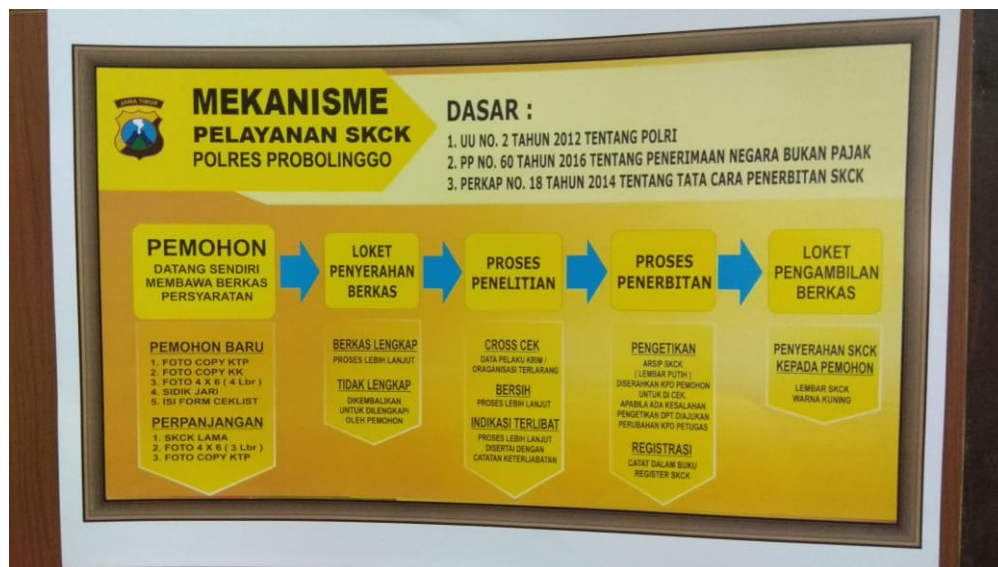 JAWA TIMUR
MEKANISME
PELAYANAN SKCK
POLRES PROBOLINGGO
DASAR :
1. UU NO. 2 TAHUN 2012 TENTANG POLRI
2. PP NO. 60 TAHUN 2016 TENTANG PENERIMAAN NEGARA BUKAN PAJAK
3. PERKAP NO. 18 TAHUN 2014 TENTANG TATA CARA PENERBITAN SKCK
PEMOHON
DATANG SENDIRI
MEMBAWA BERKAS
PERSYARATAN
LOKET
PENYERAHAN
BERKAS
PROSES
PENELITIAN
PROSES
PENERBITAN
LOKET
PENGAMBILAN
BERKAS
PEMOHON BARU
1. FOTO COPY KTP
2. FOTO COPY KK
3. FOTO 4 X 6 ( 4 Lbr )
4. SIDIK JARI
5. ISI FORM CEKLIST
PERPANJANGAN
1. SKCK LAMA
2. FOTO 4 X 6 ( 3 Lbr )
3. FOTO COPY KTP
BERKAS LENGKAP
PROSES LEBIH LANJUT
TIDAK LENGKAP
DIKEMBALIKAN
UNTUK DILENGKAPI
OLEH PEMOHON
CROSS CEK
DATA PELAKU KRIM /
ORAGANISASI TERLARANG
BERSIH
PROSES LEBIH LANJUT
INDIKASI TERLIBAT
PROSES LEBIH LANJUT
DISERTAI DENGAN
CATATAN KETERLIABATAN
PENGETIKAN
ARSIP SKCK
( LEMBAR PUTIH )
DISERAHKAN KPD PEMOHON
UNTUK DI CEK,
APABILA ADA KESALAHAN
PENGETIKAN DPT DIAJUKAN
PERUBAHAN KPD PETUGAS
REGISTRASI
CATAT DALAM BUKU
REGISTER SKCK
PENYERAHAN SKCK
KEPADA PEMOHON
LEMBAR SKCK
WARNA KUNING